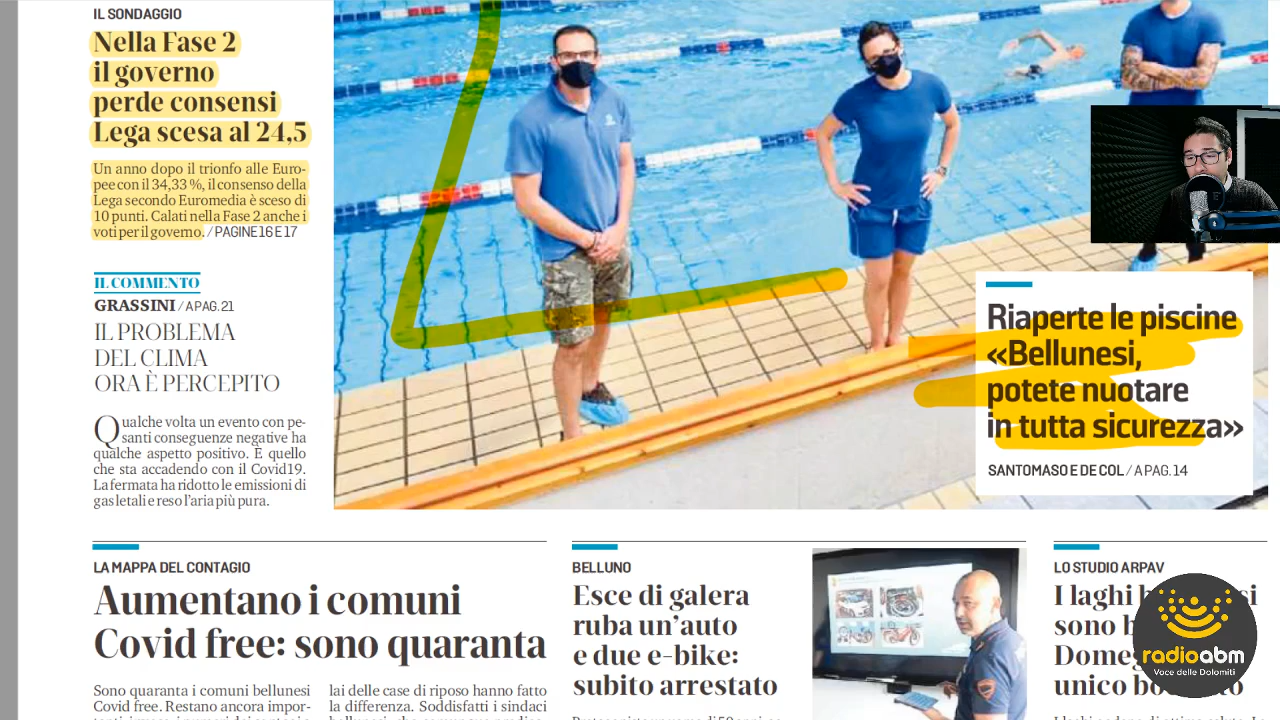 IL SONDAGGIO
Nella Fase 2
il governo
perde consensi
Lega scesa al 24,5
Un anno dopo il trionfo alle Euro-
pee con il 34,33 %, il consenso della
Lega secondo Euromedia è sceso di
10 punti. Calati nella Fase 2 anche i
voti per il governo. / PAGINE 16 E 17
IL COMMENTO
GRASSINI / A PAG. 21
IL PROBLEMA
DEL CLIMA
ORA È PERCEPITO
Qualche volta un evento con pe-
santi conseguenze negative ha
qualche aspetto positivo. È quello
che sta accadendo con il Covid19.
La fermata ha ridotto le emissioni di
gas letali e reso l'aria più pura.
Riaperte le piscine
«Bellunesi,
potete nuotare
in tutta sicurezza»
SANTOMASO E DE COL / A PAG. 14
LA MAPPA DEL CONTAGIO
Aumentano i comuni
Covid free: sono quaranta
Sono quaranta i comuni bellunesi
Covid free. Restano ancora impor-
lai delle case di riposo hanno fatto
la differenza. Soddisfatti i sindaci
BELLUNO
Esce di galera
ruba un'auto
e due e-bike:
subito arrestato
LO STUDIO ARPAV
I laghi
sono
unico
radioabm
Voce delle Dolomiti